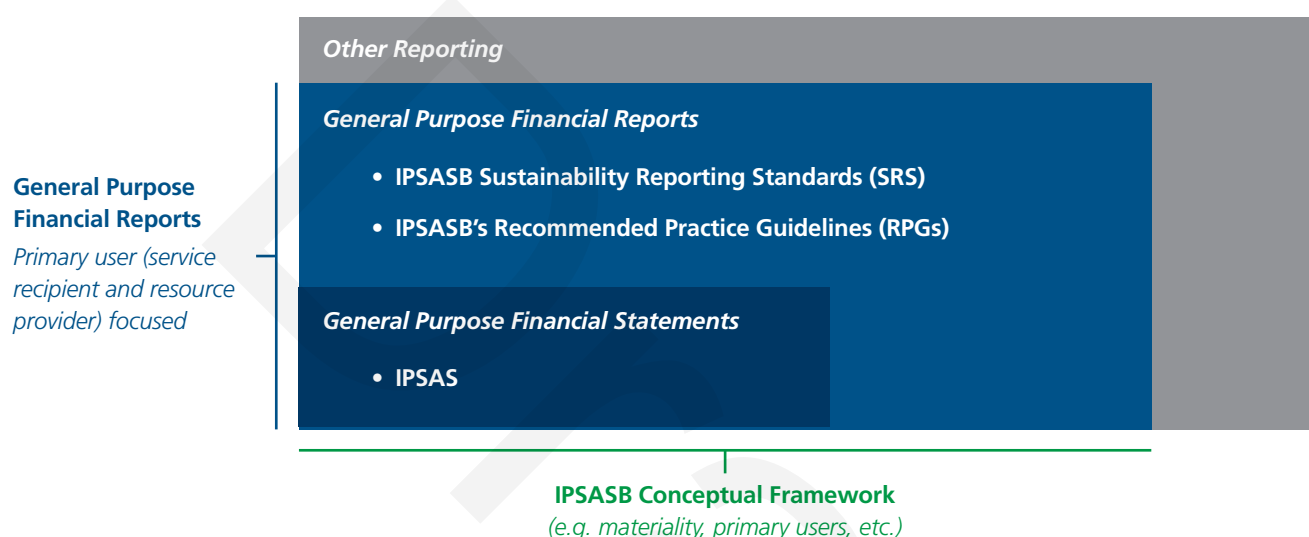 Other Reporting
General Purpose Financial Reports
• IPSASB Sustainability Reporting Standards (SRS)
• IPSASB's Recommended Practice Guidelines (RPGs)
General Purpose
Financial Reports
Primary user (service
recipient and resource
provider) focused
General Purpose Financial Statements
• IPSAS
IPSASB Conceptual Framework
(e.g. materiality, primary users, etc.)